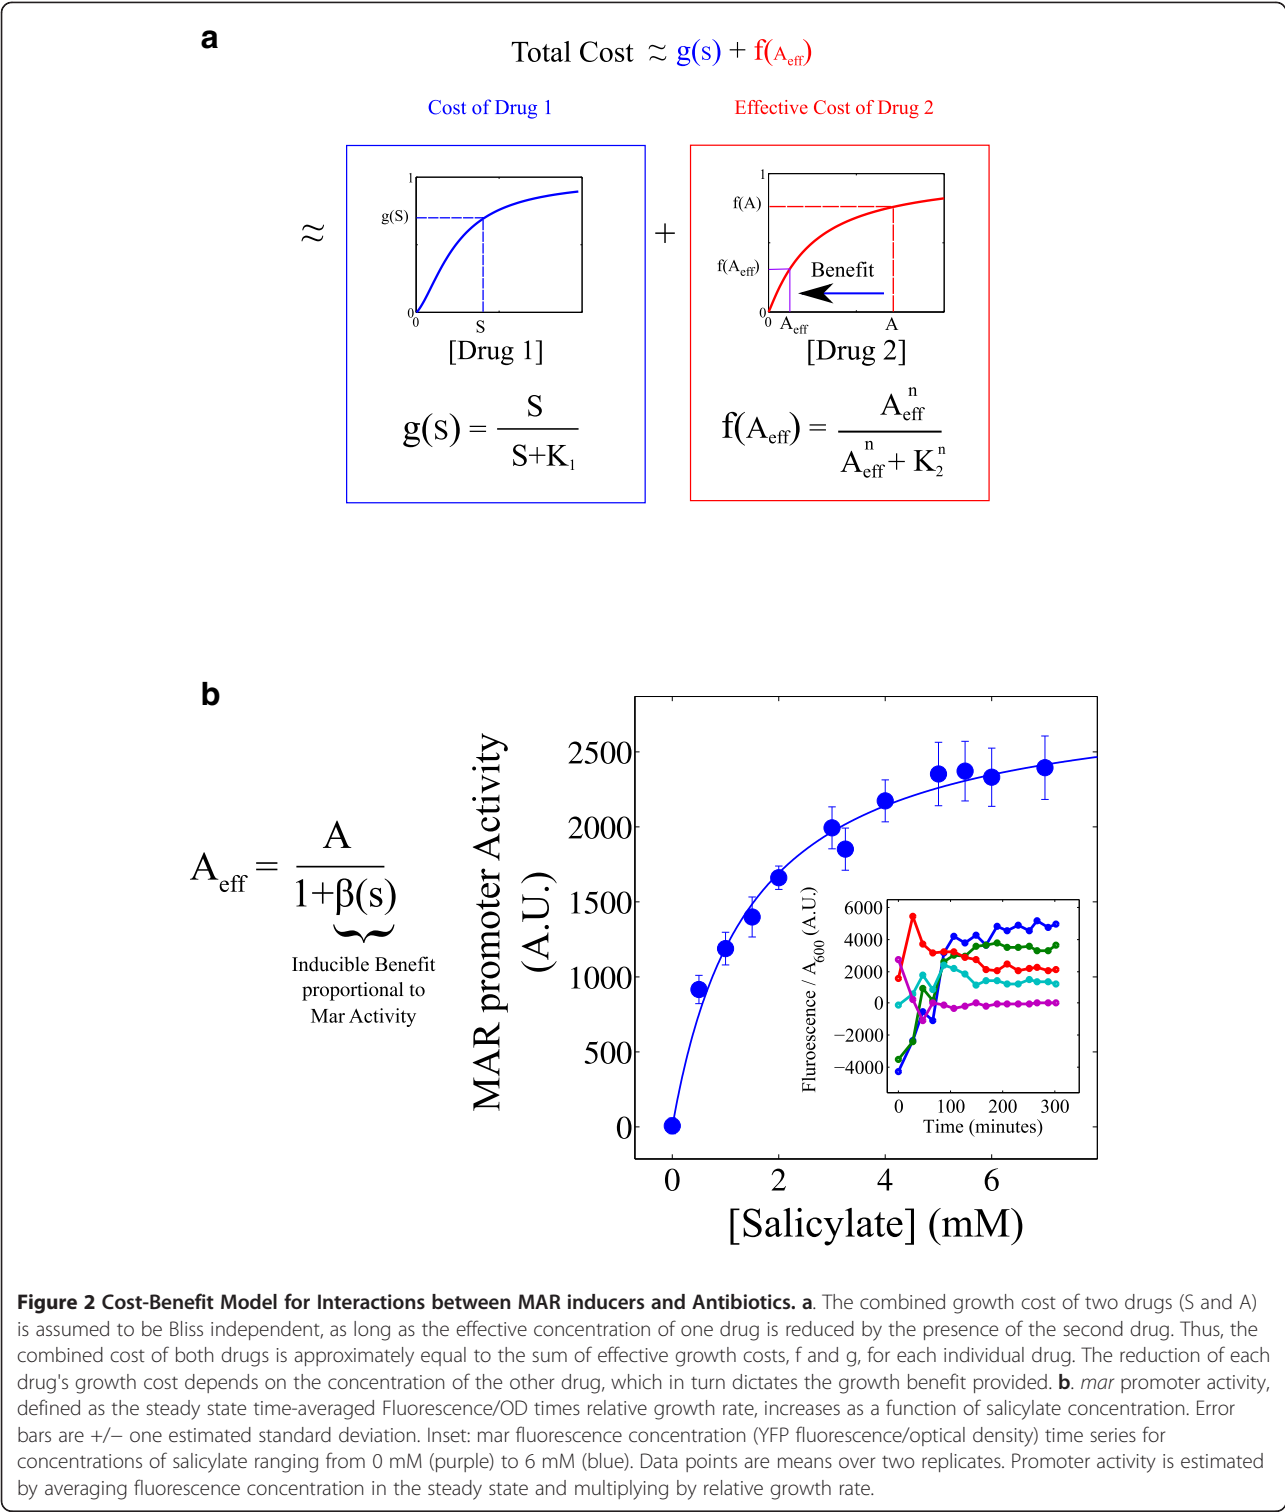 a
Total Cost ≈ g(s) + f(A_eff)
Cost of Drug 1
Effective Cost of Drug 2
≈
1
g(S)
0
0
S
[Drug 1]
g(S) = S / S+K_1
+
1
f(A)
f(A_eff)
Benefit
0
0
A_eff
A
[Drug 2]
f(A_eff) = A_eff^n / A_eff^n + K_2^n
b
A_eff = A / 1+β(s)
Inducible Benefit
proportional to
Mar Activity
MAR promoter Activity
(A.U.)
2500
2000
1500
1000
500
0
0 2 4 6
[Salicylate] (mM)
Fluroescence / A_600 (A.U.)
6000
4000
2000
0
−2000
−4000
0 100 200 300
Time (minutes)
Figure 2 Cost-Benefit Model for Interactions between MAR inducers and Antibiotics. a. The combined growth cost of two drugs (S and A)
is assumed to be Bliss independent, as long as the effective concentration of one drug is reduced by the presence of the second drug. Thus, the
combined cost of both drugs is approximately equal to the sum of effective growth costs, f and g, for each individual drug. The reduction of each
drug's growth cost depends on the concentration of the other drug, which in turn dictates the growth benefit provided. b. mar promoter activity,
defined as the steady state time-averaged Fluorescence/OD times relative growth rate, increases as a function of salicylate concentration. Error
bars are +/− one estimated standard deviation. Inset: mar fluorescence concentration (YFP fluorescence/optical density) time series for
concentrations of salicylate ranging from 0 mM (purple) to 6 mM (blue). Data points are means over two replicates. Promoter activity is estimated
by averaging fluorescence concentration in the steady state and multiplying by relative growth rate.